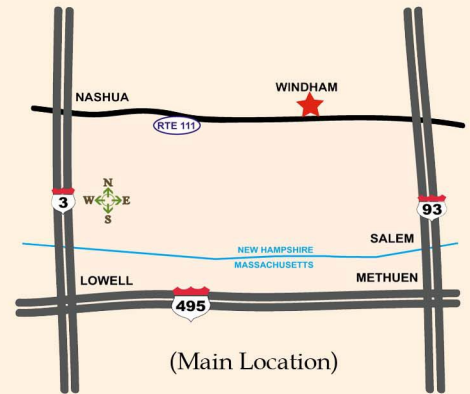 NASHUA
WINDHAM
RTE 111
N
W E
S
3
93
SALEM
NEW HAMPSHIRE
MASSACHUSETTS
LOWELL
METHUEN
495
(Main Location)